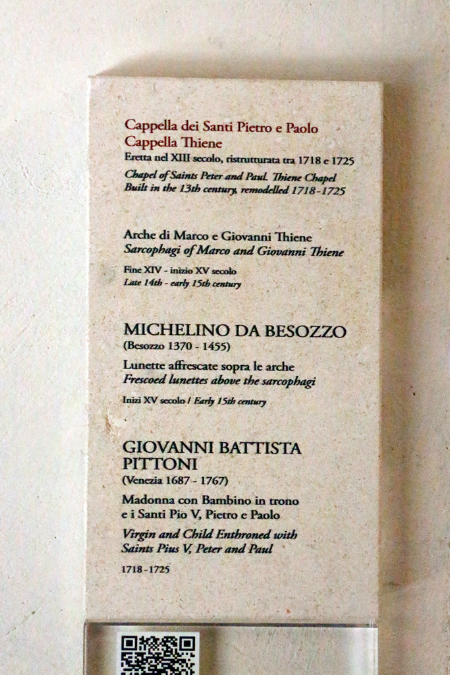 Cappella dei Santi Pietro e Paolo
Cappella Thiene
Eretta nel XIII secolo, ristrutturata tra 1718 e 1725
Chapel of Saints Peter and Paul. Thiene Chapel
Built in the 13th century, remodelled 1718-1725
Arche di Marco e Giovanni Thiene
Sarcophagi of Marco and Giovanni Thiene
Fine XIV - inizio XV secolo
Late 14th - early 15th century
MICHELINO DA BESOZZO
(Besozzo 1370 - 1455)
Lunette affrescate sopra le arche
Frescoed lunettes above the sarcophagi
Inizi XV secolo / Early 15th century
GIOVANNI BATTISTA
PITTONI
(Venezia 1687 - 1767)
Madonna con Bambino in trono
e i Santi Pio V, Pietro e Paolo
Virgin and Child Enthroned with
Saints Pius V, Peter and Paul
1718-1725